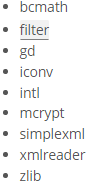 bcmath
filter
gd
iconv
intl
mcrypt
simplexml
xmlreader
zlib